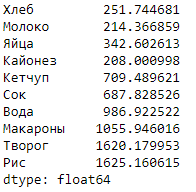 Хлеб 251.744681
Молоко 214.366859
Яйца 342.602613
Кайонез 208.000998
Кетчуп 709.489621
Сок 687.828526
Вода 986.922522
Макароны 1055.946016
Творог 1620.179953
Рис 1625.160615
dtype: float64